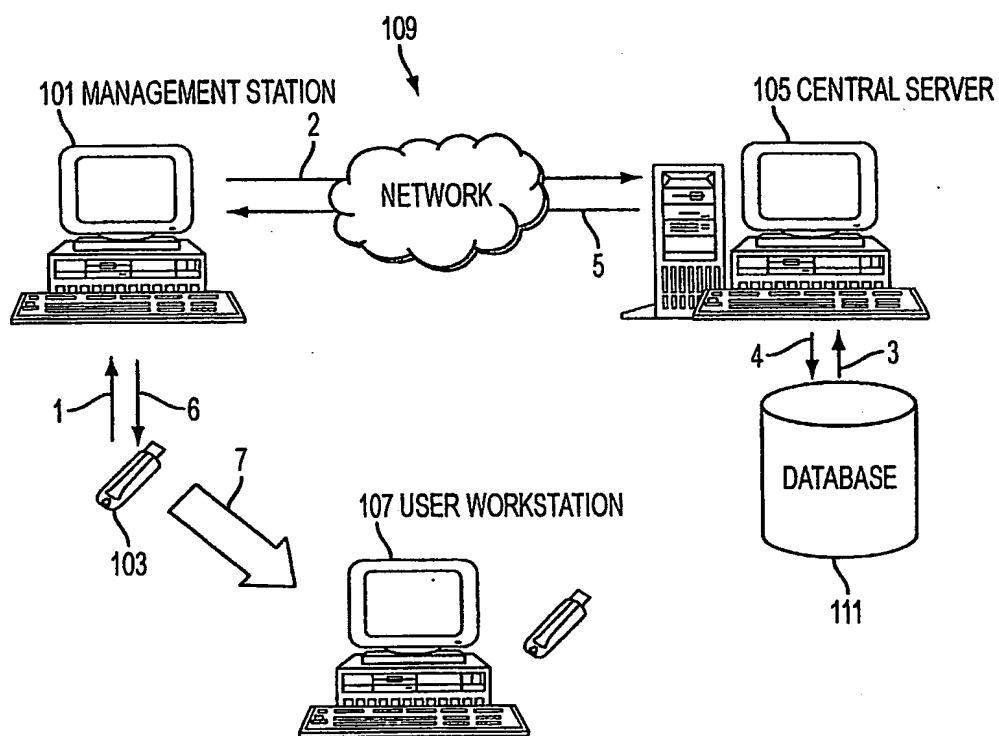 109
101 MANAGEMENT STATION
105 CENTRAL SERVER
2
NETWORK
5
4
3
1
6
7
DATABASE
107 USER WORKSTATION
103
111